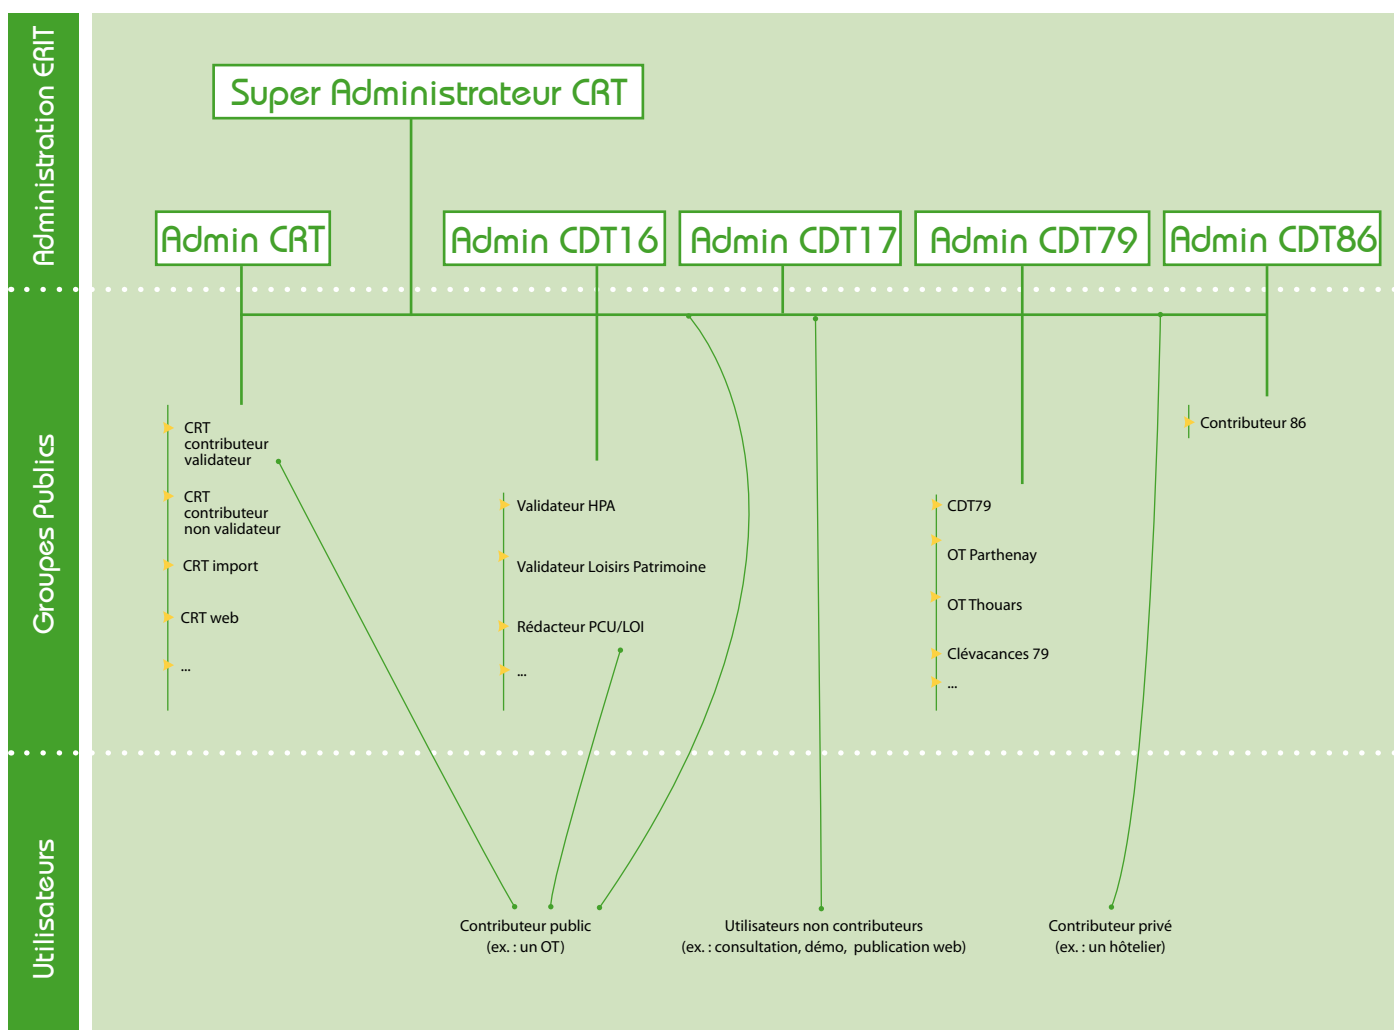 Administration ERIT
Super Administrateur CRT
Admin CRT
Admin CDT16
Admin CDT17
Admin CDT79
Admin CDT86
Groupes Publics
CRT
contributeur
validateur
CRT
contributeur
non validateur
CRT import
CRT web
...
Validateur HPA
Validateur Loisirs Patrimoine
Rédacteur PCU/LOI
...
CDT79
OT Parthenay
OT Thouars
Clévacances 79
...
Contributeur 86
Utilisateurs
Contributeur public
(ex. : un OT)
Utilisateurs non contributeurs
(ex. : consultation, démo, publication web)
Contributeur privé
(ex. : un hôtelier)